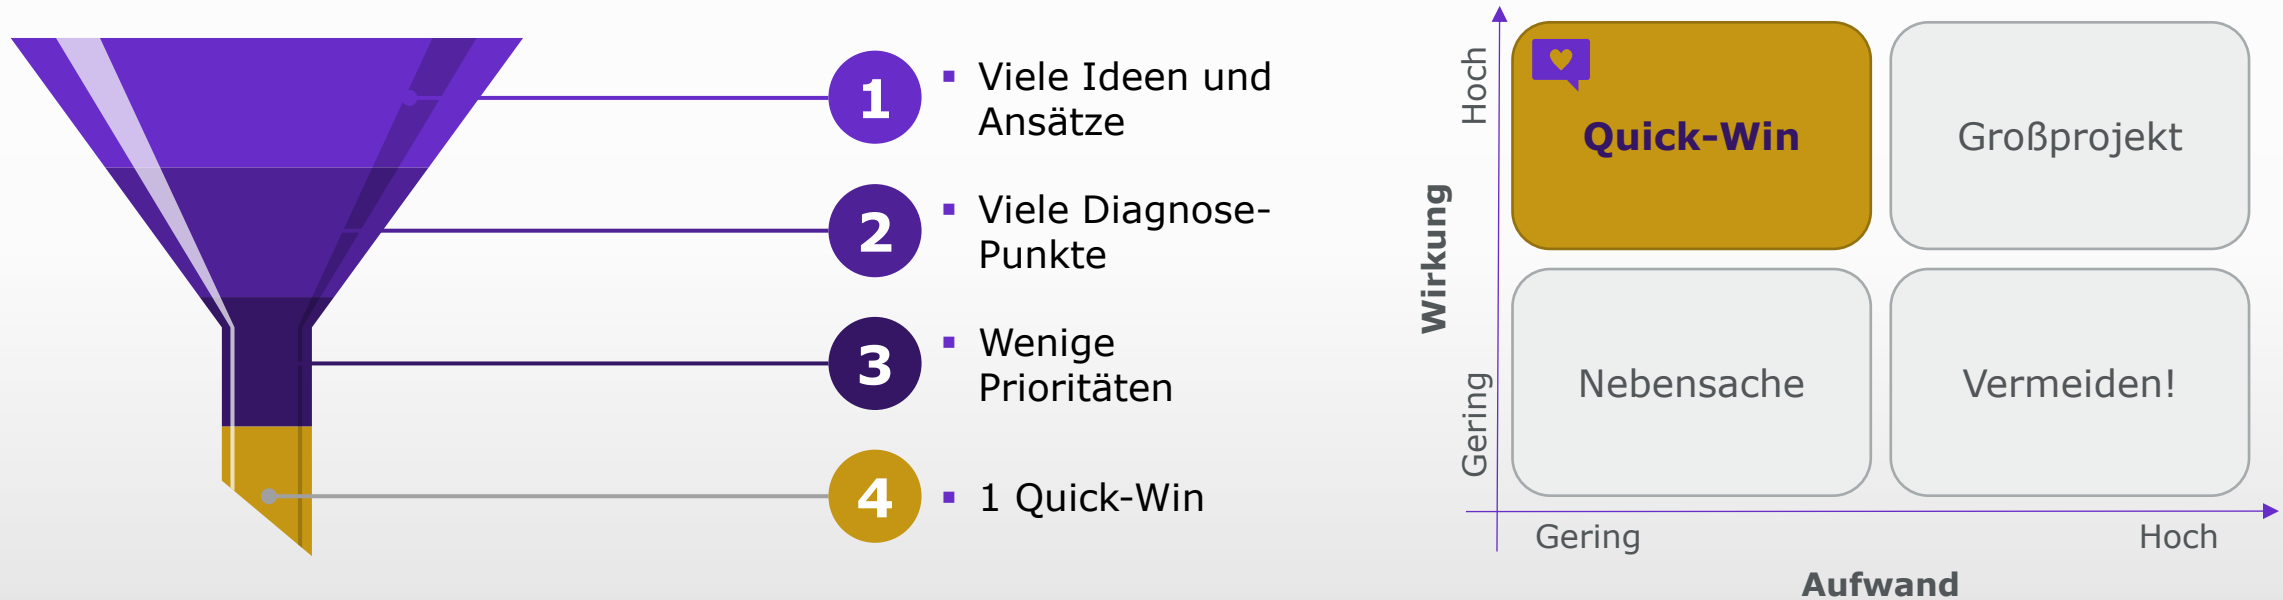 1
Viele Ideen und
Ansätze
2
Viele Diagnose-
Punkte
3
Wenige
Prioritäten
4
1 Quick-Win
Wirkung
Hoch
Gering
Quick-Win
Großprojekt
Nebensache
Vermeiden!
Gering
Hoch
Aufwand